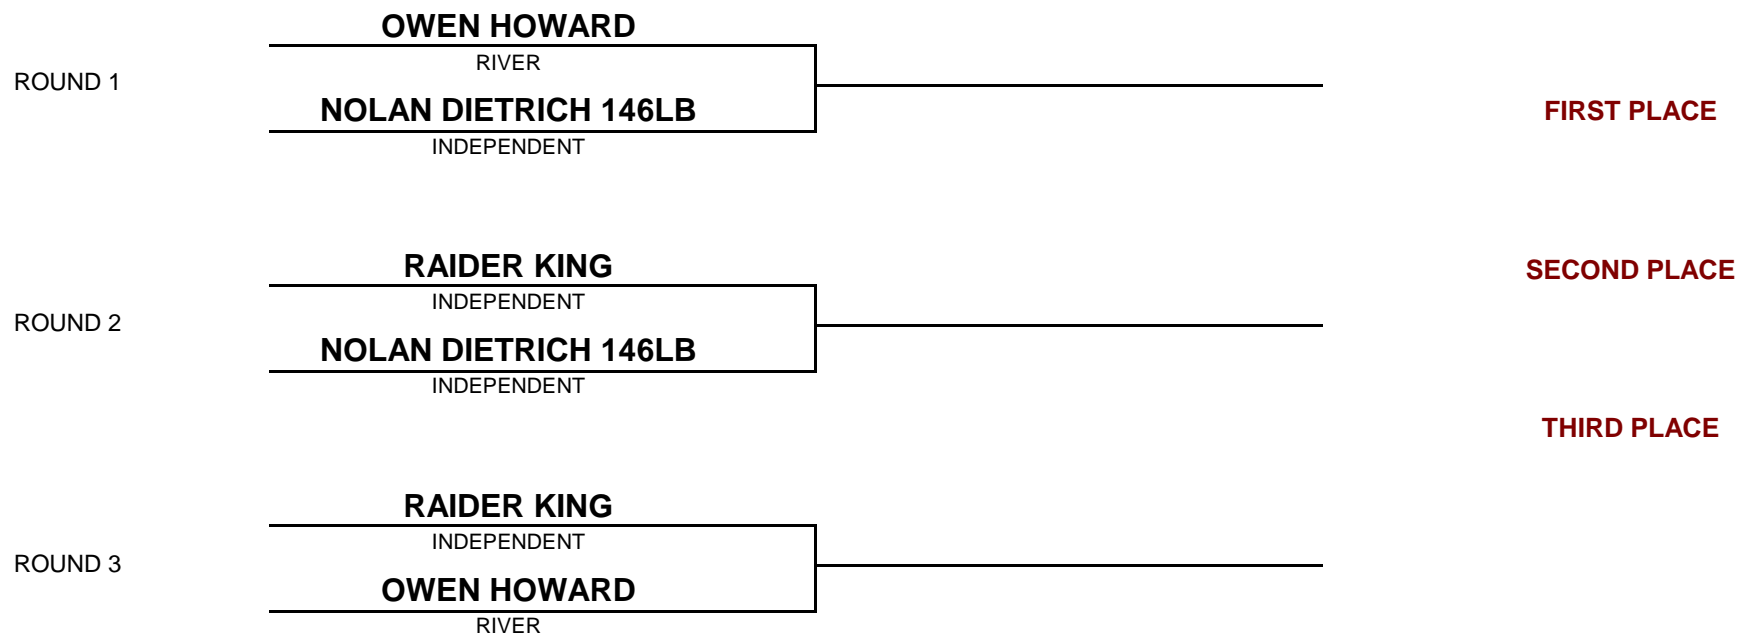 OWEN HOWARD
RIVER
ROUND 1
NOLAN DIETRICH 146LB
INDEPENDENT
FIRST PLACE
RAIDER KING
INDEPENDENT
ROUND 2
NOLAN DIETRICH 146LB
INDEPENDENT
SECOND PLACE
THIRD PLACE
RAIDER KING
INDEPENDENT
ROUND 3
OWEN HOWARD
RIVER